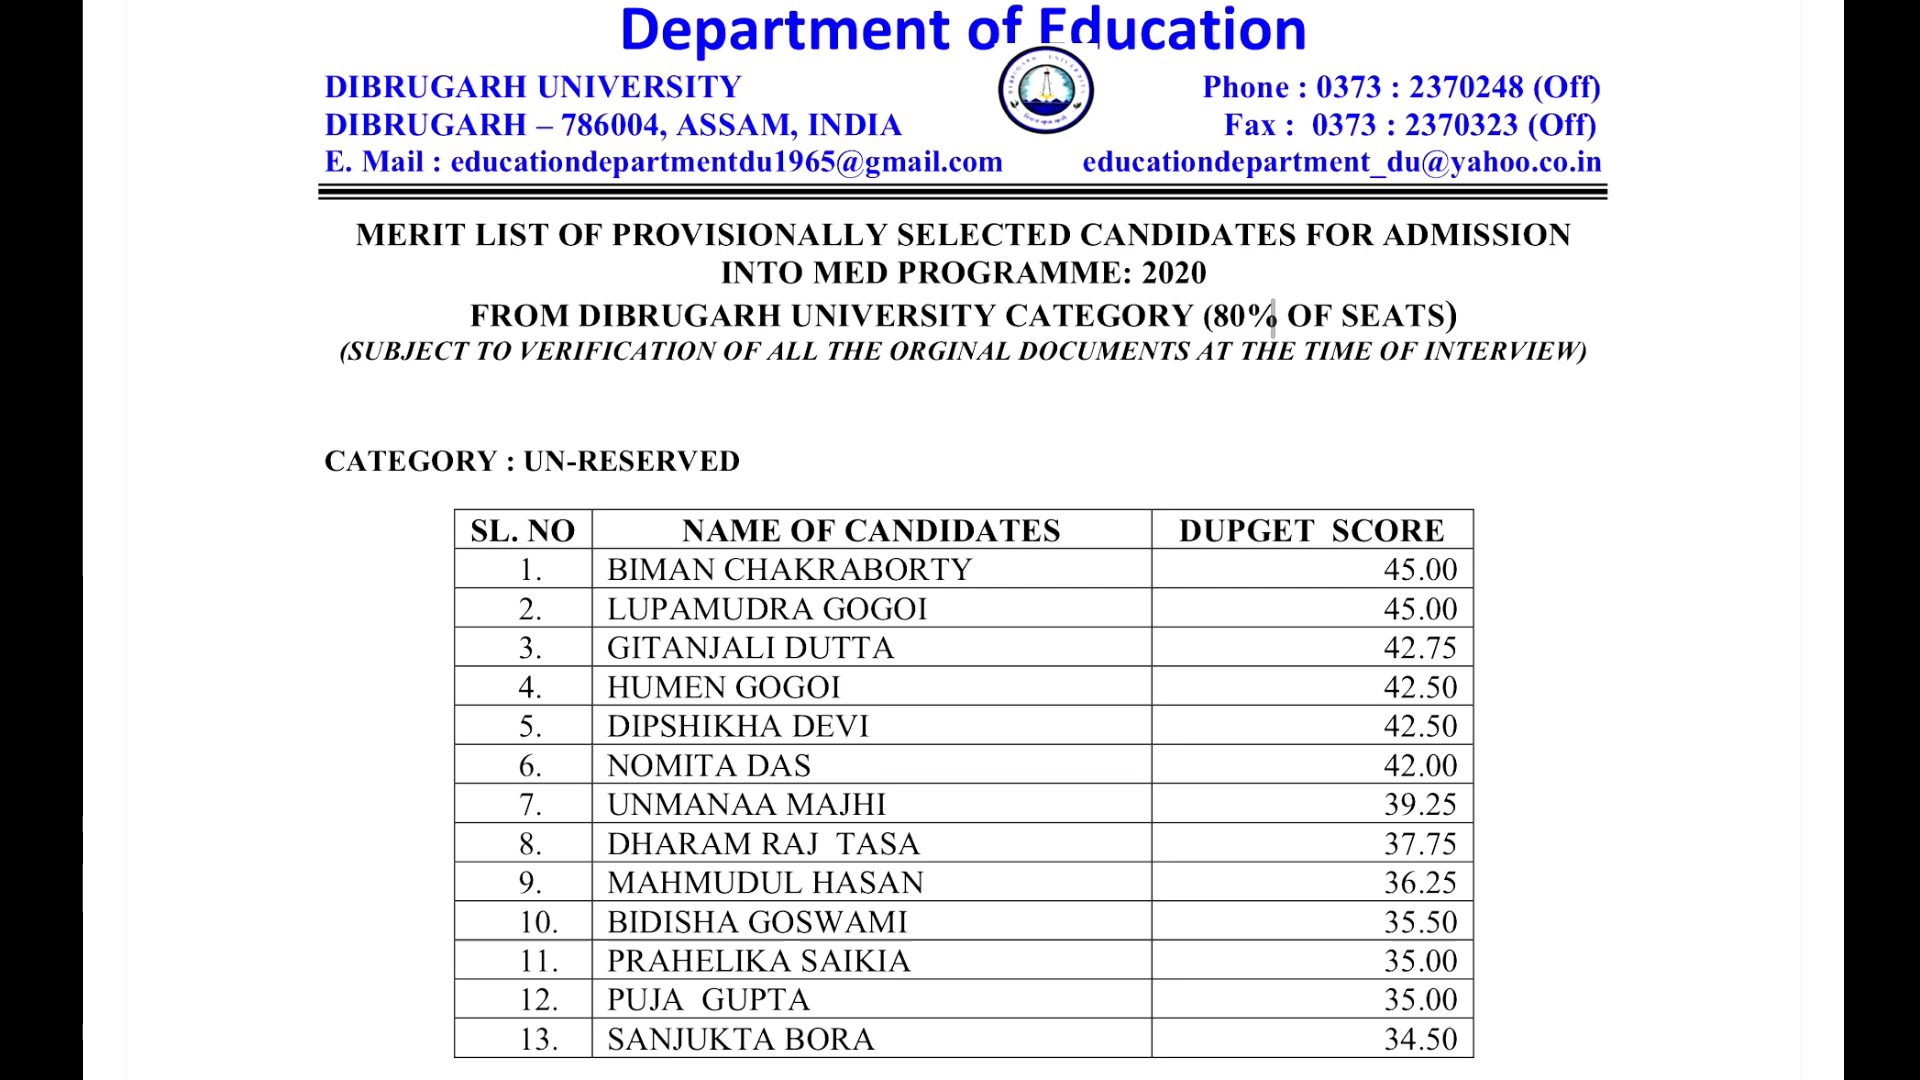 Department of Education
DIBRUGARH UNIVERSITY Phone : 0373 : 2370248 (Off)
DIBRUGARH – 786004, ASSAM, INDIA Fax : 0373 : 2370323 (Off)
E. Mail : educationdepartmentdu1965@gmail.com educationdepartment_du@yahoo.co.in
MERIT LIST OF PROVISIONALLY SELECTED CANDIDATES FOR ADMISSION
INTO MED PROGRAMME: 2020
FROM DIBRUGARH UNIVERSITY CATEGORY (80% OF SEATS)
(SUBJECT TO VERIFICATION OF ALL THE ORGINAL DOCUMENTS AT THE TIME OF INTERVIEW)
CATEGORY : UN-RESERVED
SL. NO NAME OF CANDIDATES DUPGET SCORE
1. BIMAN CHAKRABORTY 45.00
2. LUPAMUDRA GOGOI 45.00
3. GITANJALI DUTTA 42.75
4. HUMEN GOGOI 42.50
5. DIPSHIKHA DEVI 42.50
6. NOMITA DAS 42.00
7. UNMANAA MAJHI 39.25
8. DHARAM RAJ TASA 37.75
9. MAHMUDUL HASAN 36.25
10. BIDISHA GOSWAMI 35.50
11. PRAHELIKA SAIKIA 35.00
12. PUJA GUPTA 35.00
13. SANJUKTA BORA 34.50